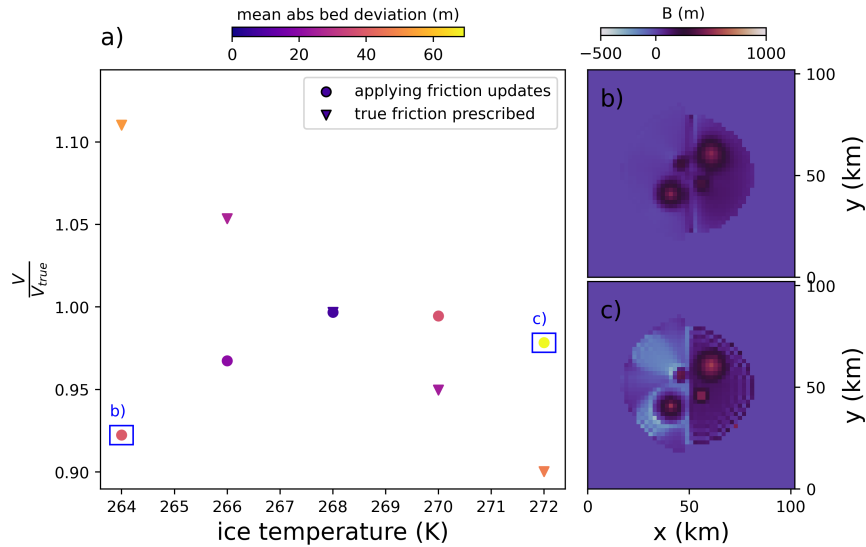 a)
mean abs bed deviation (m)
0 20 40 60
applying friction updates
true friction prescribed
1.10
1.05
1.00
0.95
0.90
V
V_true
b)
c)
264 265 266 267 268 269 270 271 272
ice temperature (K)
B (m)
−500 0 1000
b)
100
50
0
y (km)
c)
100
50
0
y (km)
0 50 100
x (km)